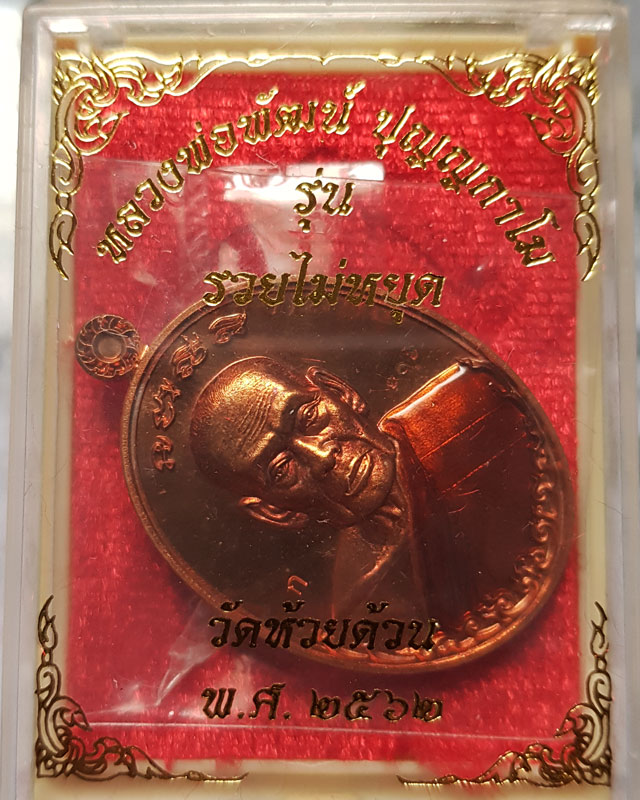 หลวงพ่อพัฒน์ ปุญญกาโม
รุ่น
รวยไม่หยุด
ก
วัดห้วยด้วน
พ.ศ. ๒๕๖๒